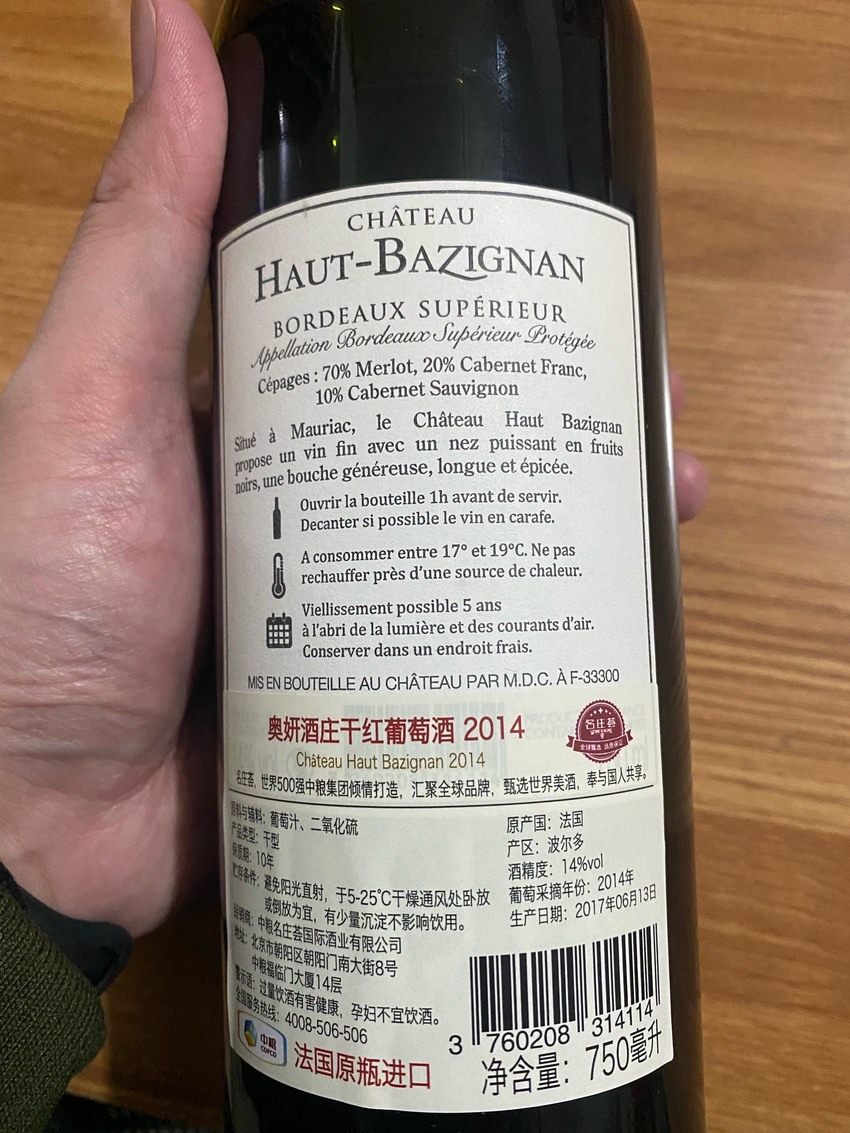 CHÂTEAU
HAUT-BAZIGNAN
BORDEAUX SUPÉRIEUR
Appellation Bordeaux Supérieur Protégée
Cépages : 70% Merlot, 20% Cabernet Franc,
10% Cabernet Sauvignon
Situé à Mauriac, le Château Haut Bazignan
propose un vin fin avec un nez puissant en fruits
noirs, une bouche généreuse, longue et épicée.
Ouvrir la bouteille 1h avant de servir.
Decanter si possible le vin en carafe.
A consommer entre 17° et 19°C. Ne pas
rechauffer près d'une source de chaleur.
Viellissement possible 5 ans
à l'abri de la lumière et des courants d'air.
Conserver dans un endroit frais.
MIS EN BOUTEILLE AU CHÂTEAU PAR M.D.C. À F-33300
奥妍酒庄干红葡萄酒 2014
名庄荟
全球甄选 品质保证
Château Haut Bazignan 2014
名庄荟，世界500强中粮集团倾情打造，汇聚全球品牌，甄选世界美酒，奉与国人共享。
原料与辅料：葡萄汁、二氧化硫
产品类型：干型
保质期：10年
贮存条件：避免阳光直射，于5-25℃干燥通风处卧放
或倒放为宜，有少量沉淀不影响饮用。
经销商：中粮名庄荟国际酒业有限公司
地址：北京市朝阳区朝阳门南大街8号
中粮福临门大厦14层
警示语：过量饮酒有害健康，孕妇不宜饮酒。
全国服务热线：4008-506-506
原产国：法国
产区：波尔多
酒精度：14%vol
葡萄采摘年份：2014年
生产日期：2017年06月13日
3 760208 314114
中粮
COFCO
法国原瓶进口
净含量：750毫升